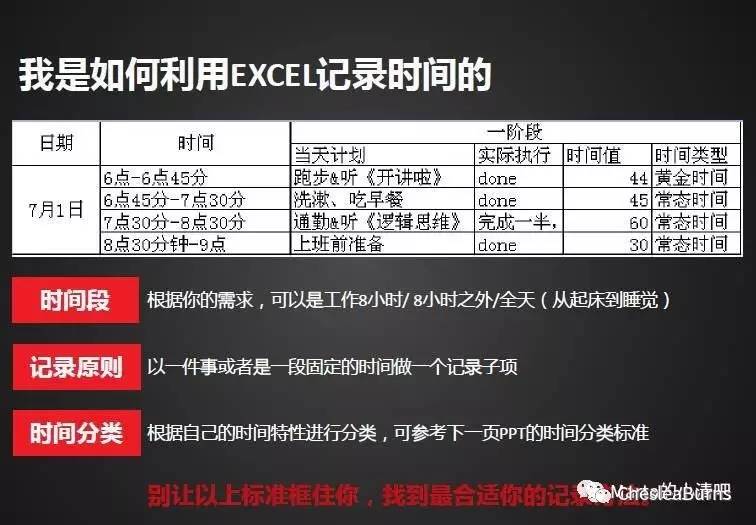 我是如何利用EXCEL记录时间的
日期 时间 一阶段
当天计划 实际执行 时间值 时间类型
7月1日
6点-6点45分 跑步&听《开讲啦》 done 44 黄金时间
6点45分-7点30分 洗漱、吃早餐 done 45 常态时间
7点30分-8点30分 通勤&听《逻辑思维》 完成一半, 60 常态时间
8点30分钟-9点 上班前准备 done 30 常态时间
时间段 根据你的需求，可以是工作8小时/ 8小时之外/全天（从起床到睡觉）
记录原则 以一件事或者是一段固定的时间做一个记录子项
时间分类 根据自己的时间特性进行分类，可参考下一页PPT的时间分类标准
别让以上标准框住你，找到最合适你的记录
的小清吧
ChesleaBurns